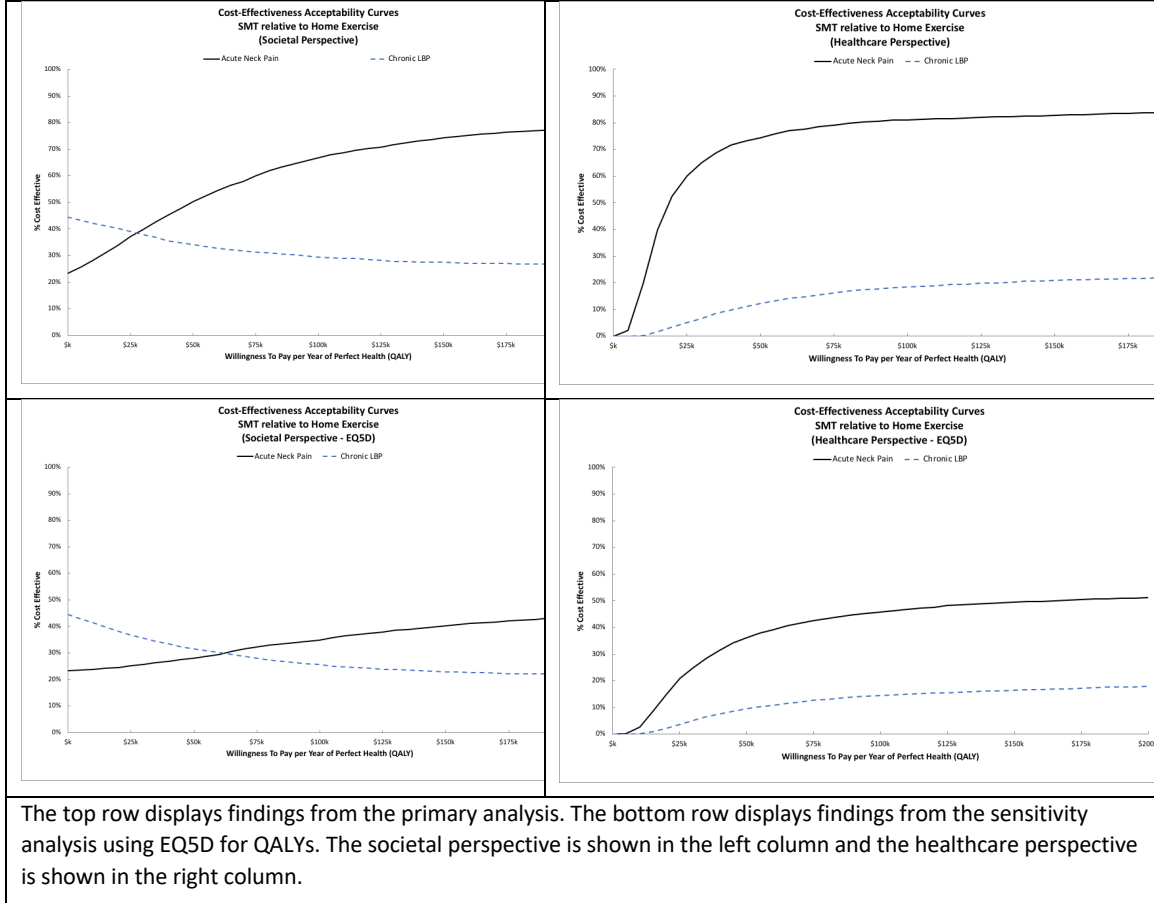 Cost-Effectiveness Acceptability Curves
SMT relative to Home Exercise
(Societal Perspective)
Acute Neck Pain Chronic LBP
100%
90%
80%
70%
60%
50%
40%
30%
20%
10%
0%
% Cost Effective
$k $25k $50k $75k $100k $125k $150k $175k
Willingness To Pay per Year of Perfect Health (QALY)
Cost-Effectiveness Acceptability Curves
SMT relative to Home Exercise
(Healthcare Perspective)
Acute Neck Pain Chronic LBP
100%
90%
80%
70%
60%
50%
40%
30%
20%
10%
0%
% Cost Effective
$k $25k $50k $75k $100k $125k $150k $175k
Willingness To Pay per Year of Perfect Health (QALY)
Cost-Effectiveness Acceptability Curves
SMT relative to Home Exercise
(Societal Perspective - EQ5D)
Acute Neck Pain Chronic LBP
100%
90%
80%
70%
60%
50%
40%
30%
20%
10%
0%
% Cost Effective
$k $25k $50k $75k $100k $125k $150k $175k
Willingness To Pay per Year of Perfect Health (QALY)
Cost-Effectiveness Acceptability Curves
SMT relative to Home Exercise
(Healthcare Perspective - EQ5D)
Acute Neck Pain Chronic LBP
100%
90%
80%
70%
60%
50%
40%
30%
20%
10%
0%
% Cost Effective
$k $25k $50k $75k $100k $125k $150k $175k $200
Willingness To Pay per Year of Perfect Health (QALY)
The top row displays findings from the primary analysis. The bottom row displays findings from the sensitivity
analysis using EQ5D for QALYs. The societal perspective is shown in the left column and the healthcare perspective
is shown in the right column.